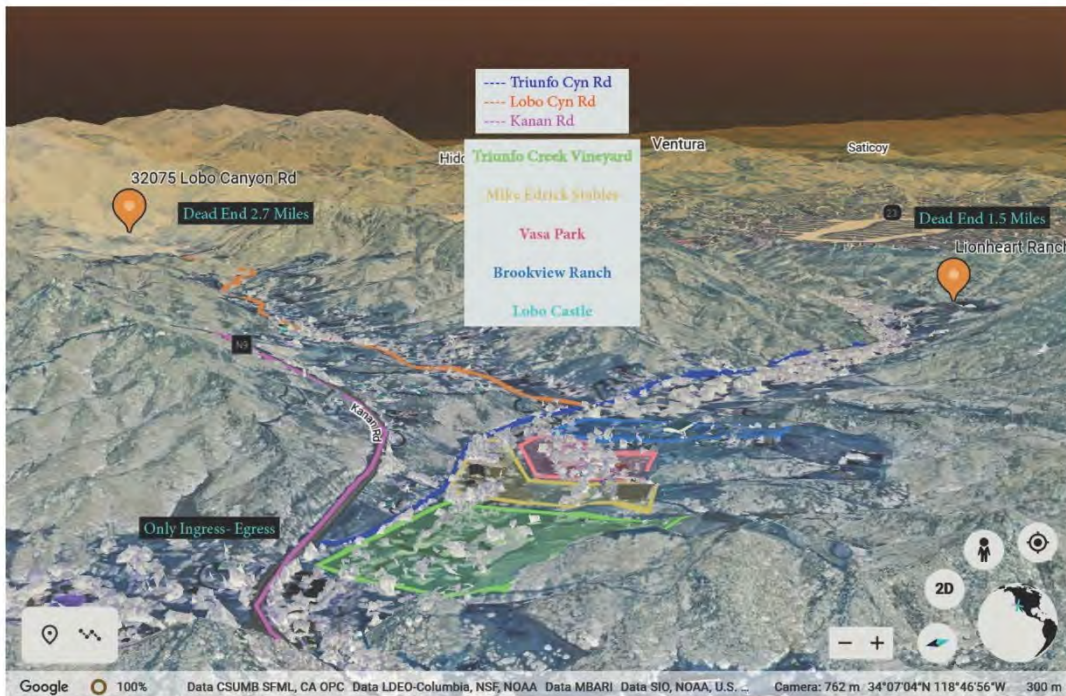 ---- Triunfo Cyn Rd
---- Lobo Cyn Rd
---- Kanan Rd
Ventura
Saticoy
Hidd
Triunfo Creek Vineyard
32075 Lobo Canyon Rd
Mike Edrick Stables
Dead End 2.7 Miles
23
Dead End 1.5 Miles
Vasa Park
Lionheart Ranch
Brookview Ranch
Lobo Castle
N9
Kanan Rd
Only Ingress- Egress
2D
Google
100%
Data CSUMB SFML, CA OPC Data LDEO-Columbia, NSF, NOAA Data MBARI Data SIO, NOAA, U.S. ...
Camera: 762 m 34°07'04"N 118°46'56"W
300 m